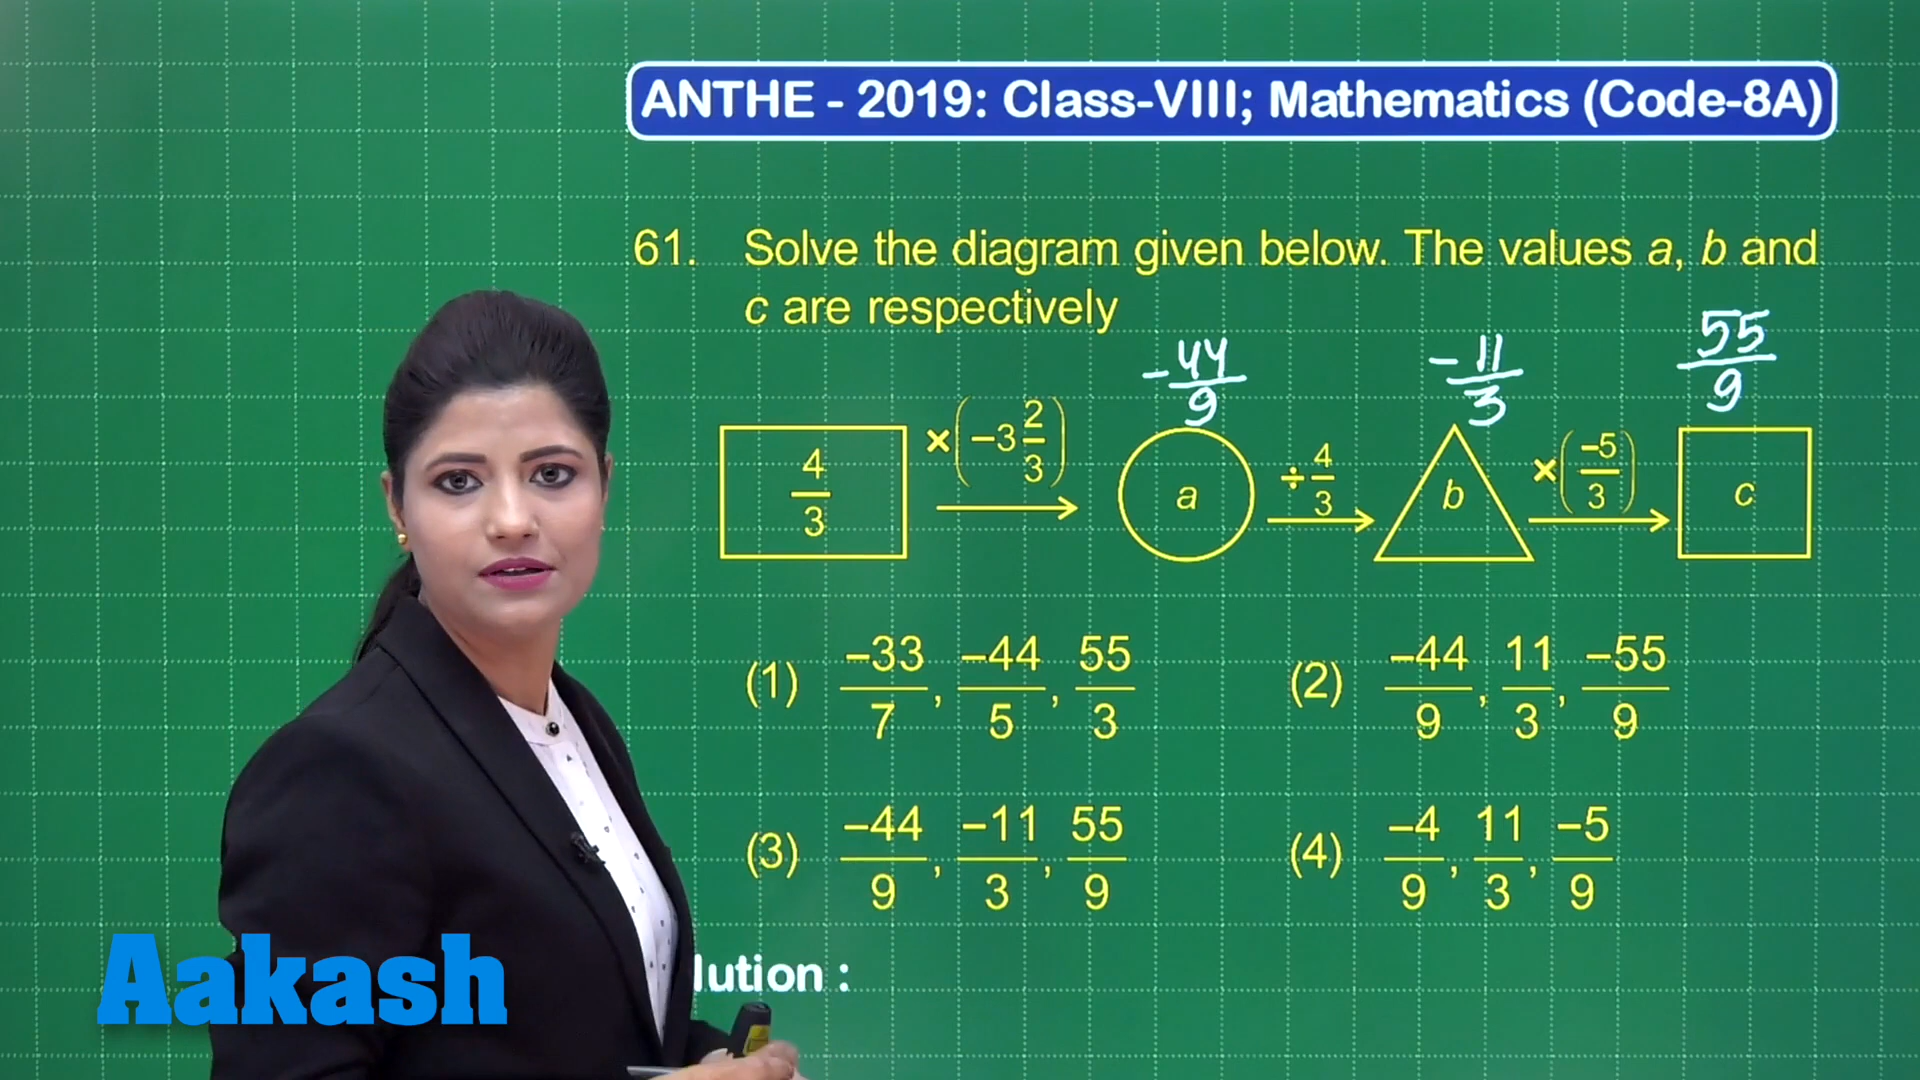 ANTHE - 2019: Class-VIII; Mathematics (Code-8A)
61. Solve the diagram given below. The values a, b and
c are respectively
-44/9 -11/3 55/9
4/3 ×(−3 2/3) a ÷4/3 b ×(−5/3) c
(1) −33/7, −44/5, 55/3 (2) −44/9, 11/3, −55/9
(3) −44/9, −11/3, 55/9 (4) −4/9, 11/3, −5/9
lution :
Aakash